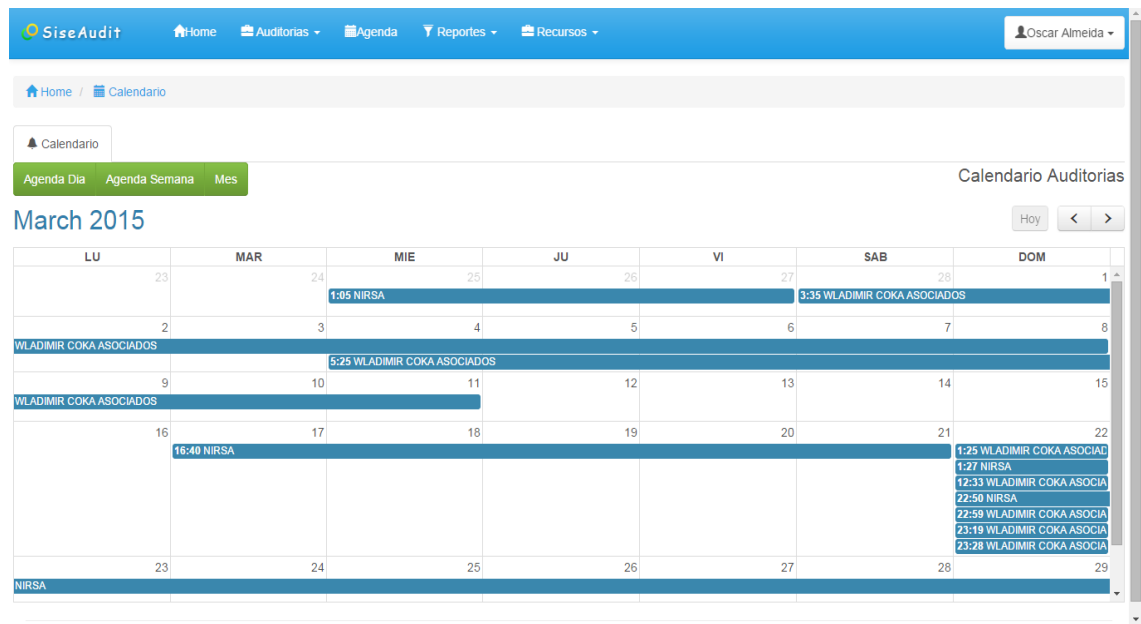 SiseAudit Home Auditorias Agenda Reportes Recursos Oscar Almeida
Home / Calendario
Calendario
Agenda Dia Agenda Semana Mes Calendario Auditorias
March 2015 Hoy
LU MAR MIE JU VI SAB DOM
23 24 25 26 27 28 1
1:05 NIRSA 3:35 WLADIMIR COKA ASOCIADOS
2 3 4 5 6 7 8
WLADIMIR COKA ASOCIADOS
5:25 WLADIMIR COKA ASOCIADOS
9 10 11 12 13 14 15
WLADIMIR COKA ASOCIADOS
16 17 18 19 20 21 22
16:40 NIRSA 1:25 WLADIMIR COKA ASOCIAD
1:27 NIRSA
12:33 WLADIMIR COKA ASOCIA
22:50 NIRSA
22:59 WLADIMIR COKA ASOCIA
23:19 WLADIMIR COKA ASOCIA
23:28 WLADIMIR COKA ASOCIA
23 24 25 26 27 28 29
NIRSA